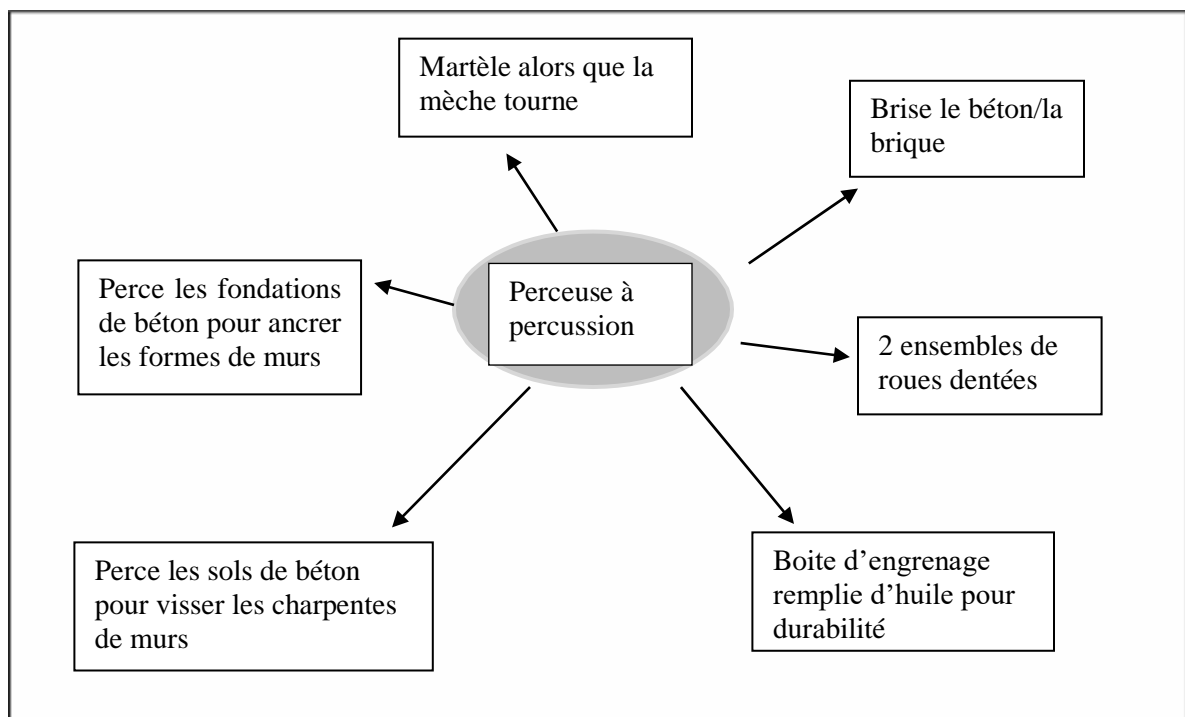 Martèle alors que la
mèche tourne
Brise le béton/la
brique
Perce les fondations
de béton pour ancrer
les formes de murs
Perceuse à
percussion
2 ensembles de
roues dentées
Perce les sols de béton
pour visser les charpentes
de murs
Boite d’engrenage
remplie d’huile pour
durabilité